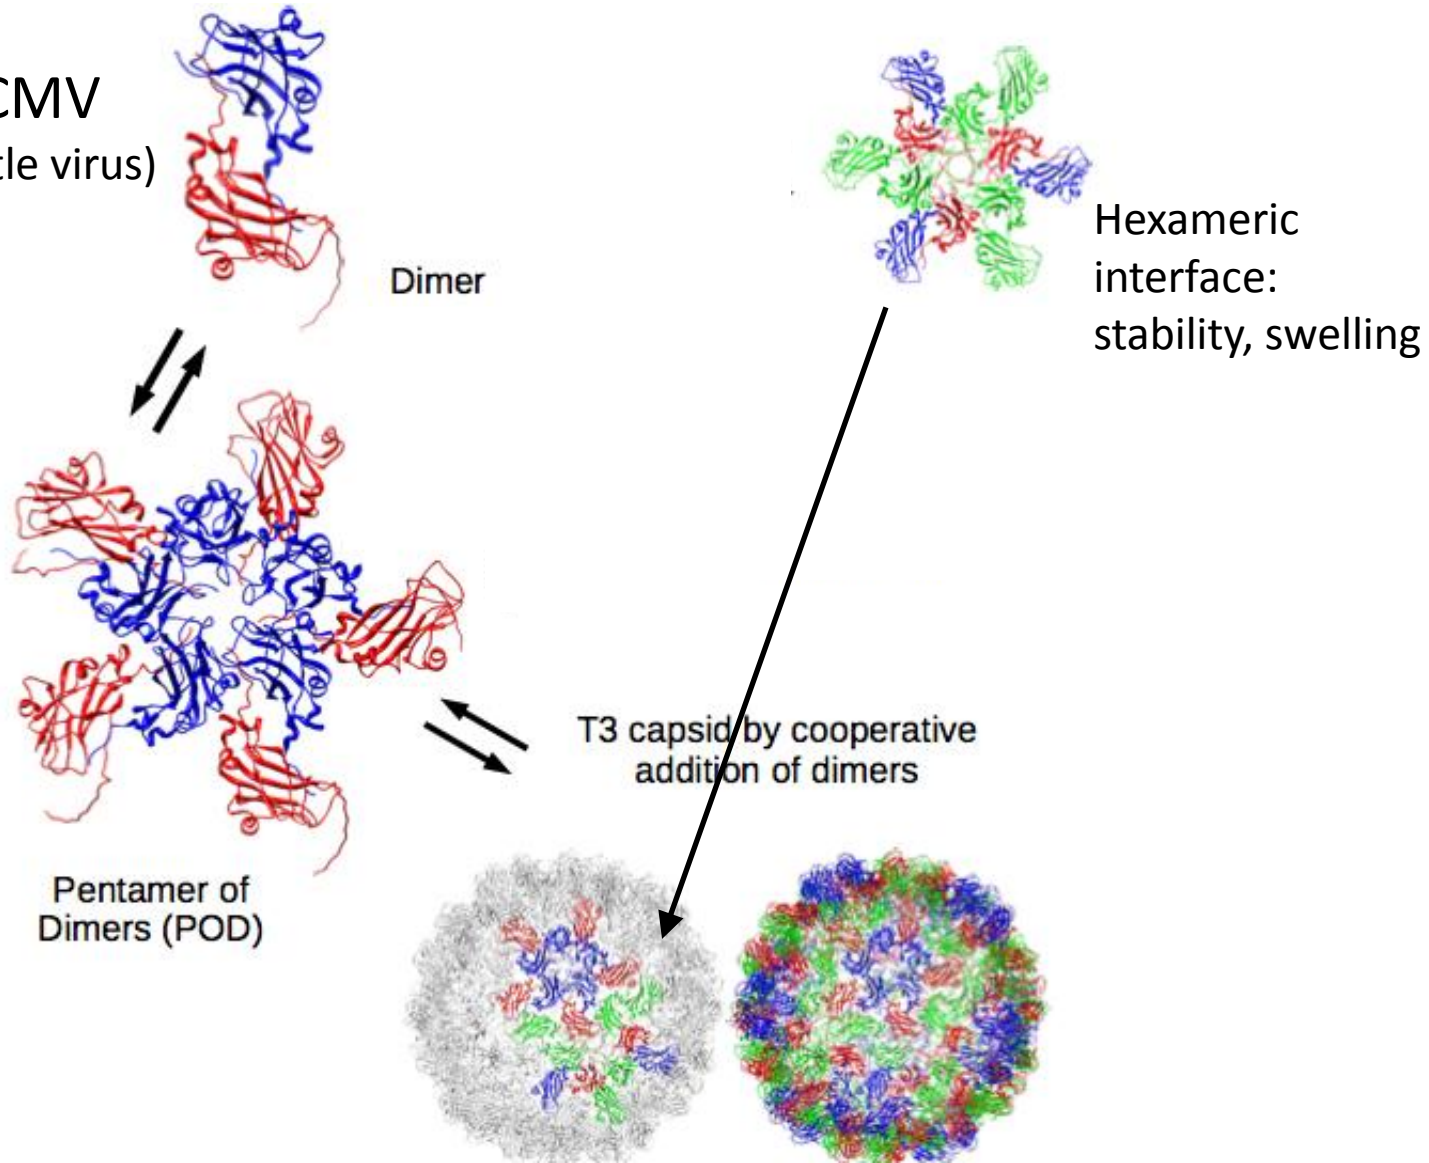 CMV
tle virus)
Dimer
Hexameric
interface:
stability, swelling
T3 capsid by cooperative
addition of dimers
Pentamer of
Dimers (POD)